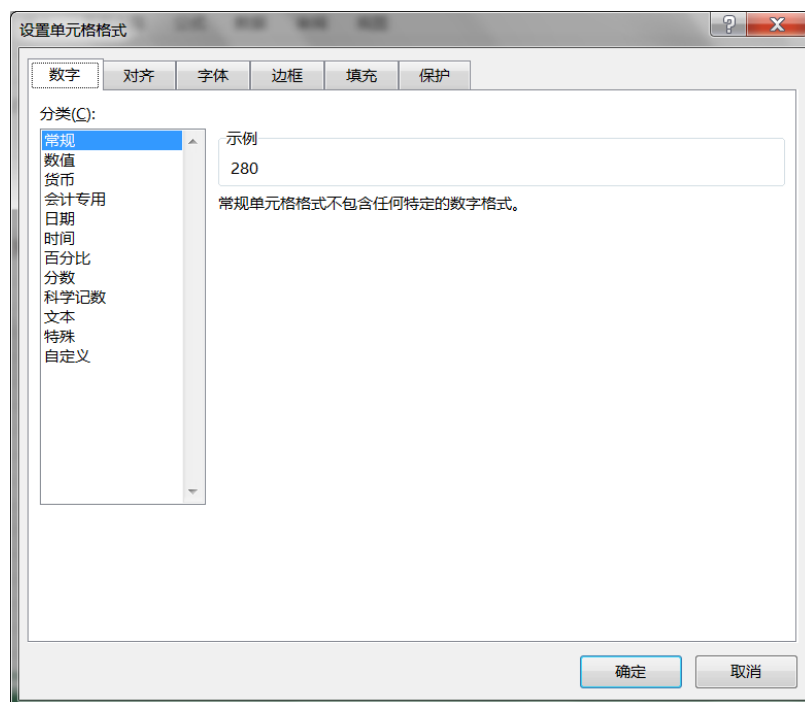 设置单元格格式
数字 对齐 字体 边框 填充 保护
分类(C):
常规
数值
货币
会计专用
日期
时间
百分比
分数
科学记数
文本
特殊
自定义
示例
280
常规单元格格式不包含任何特定的数字格式。
确定 取消